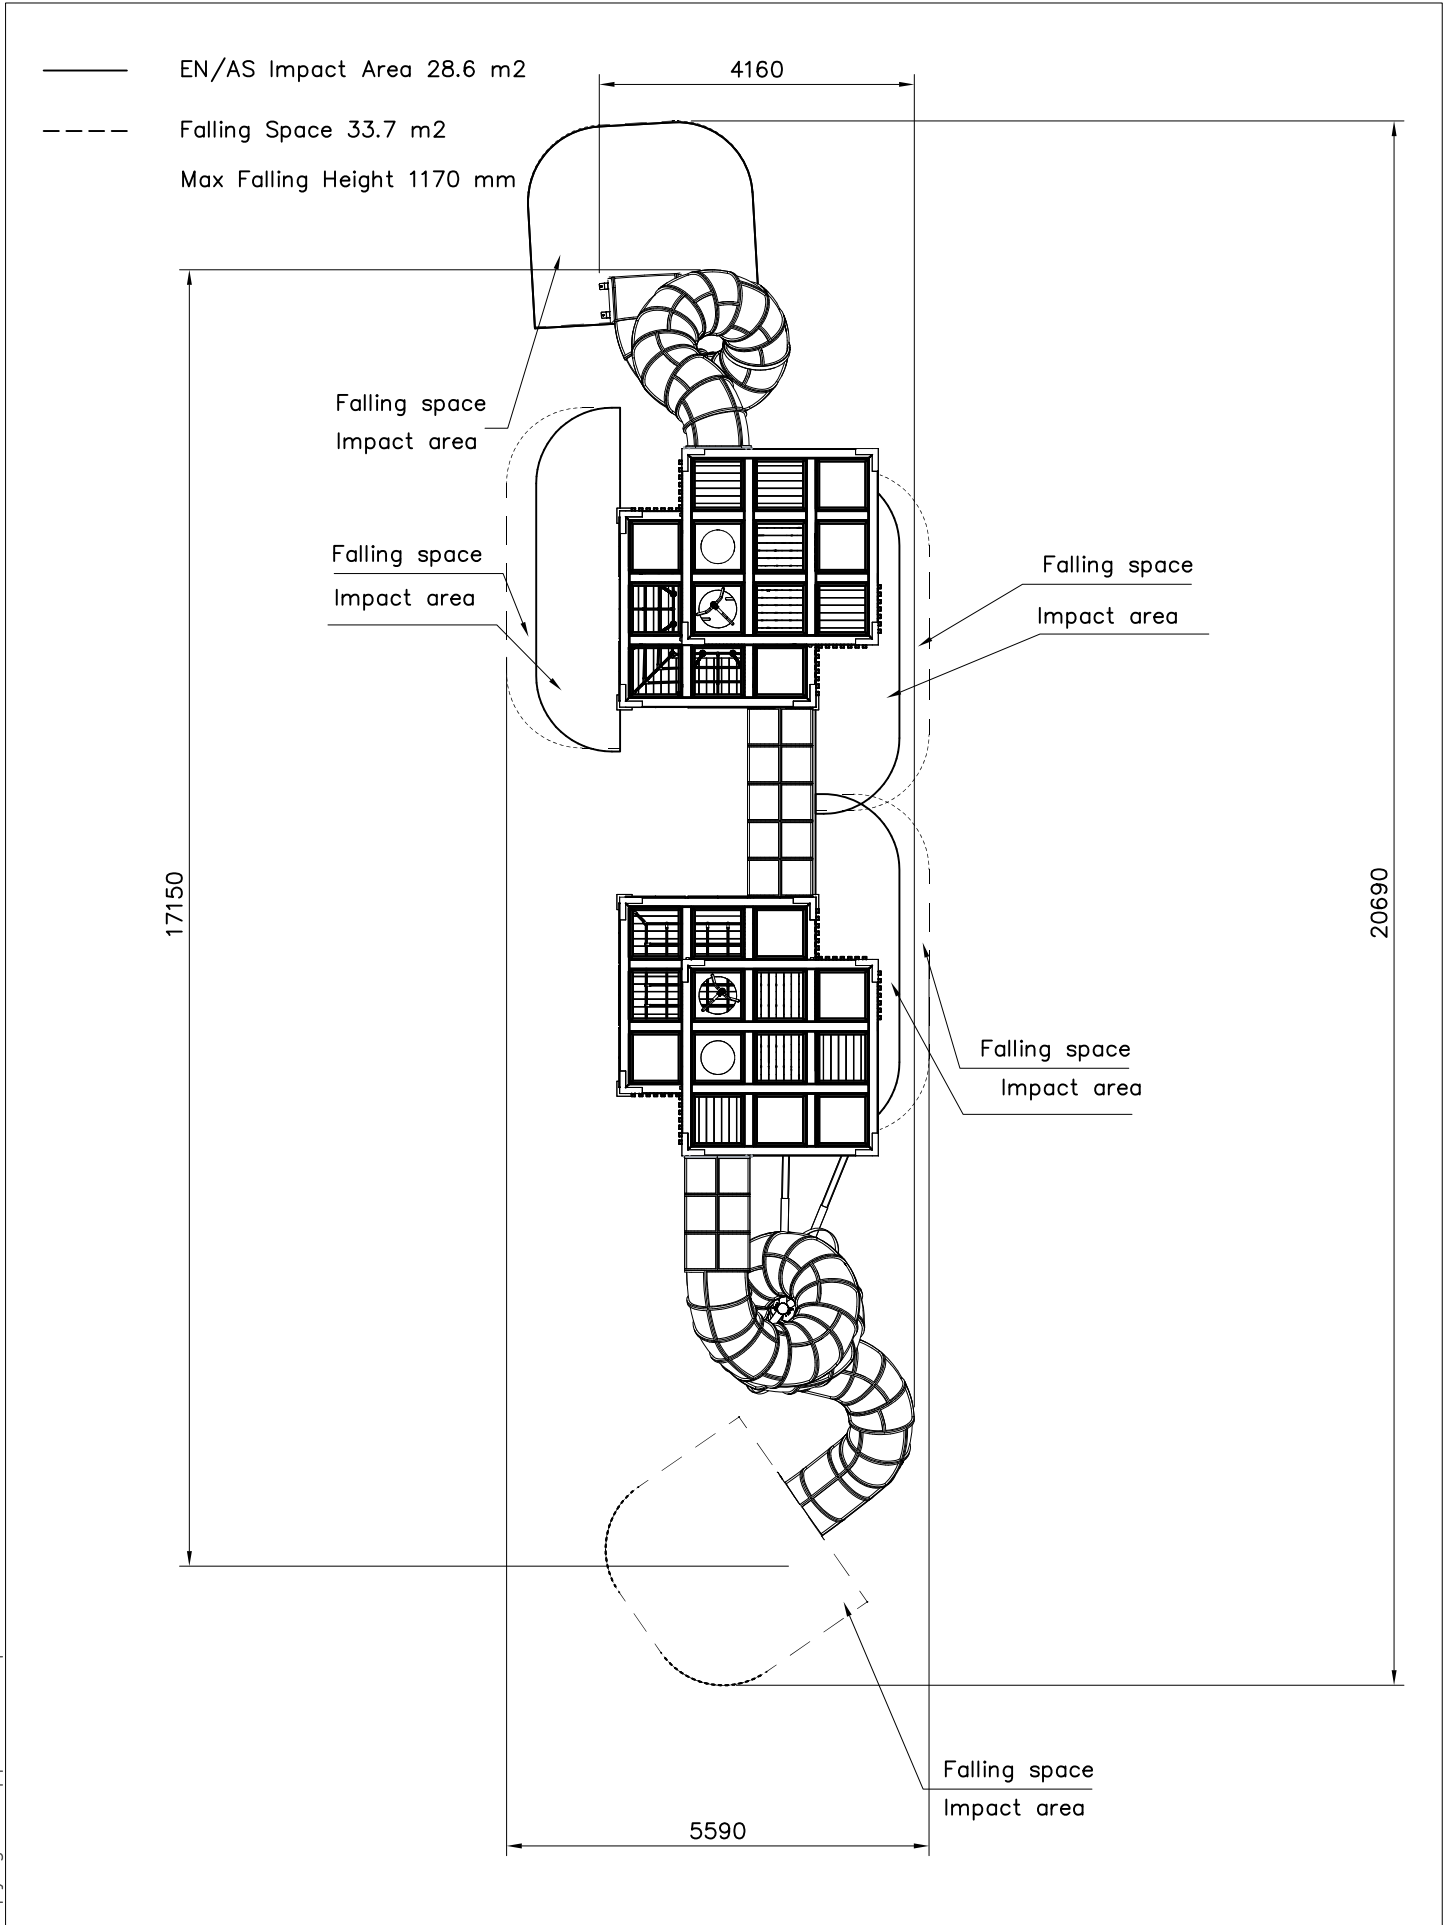 EN/AS Impact Area 28.6 m2
4160
Falling Space 33.7 m2
Max Falling Height 1170 mm
Falling space
Impact area
Falling space
Impact area
Falling space
Impact area
17150
20690
Falling space
Impact area
Falling space
Impact area
5590